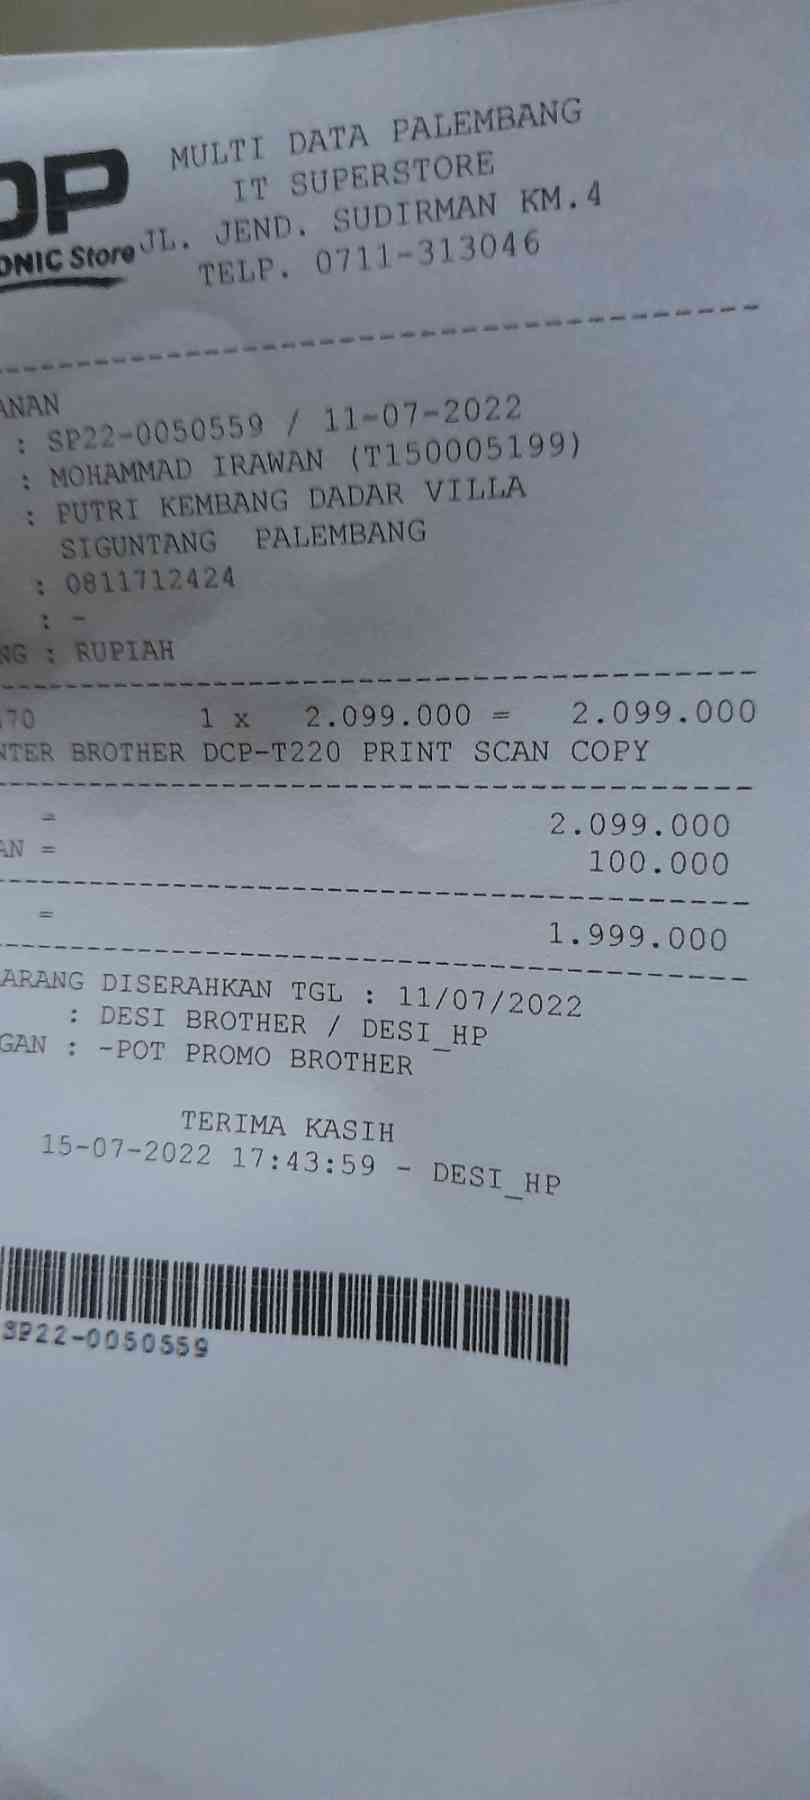 DP
ONIC Store
MULTI DATA PALEMBANG
IT SUPERSTORE
JL. JEND. SUDIRMAN KM.4
TELP. 0711-313046
ANAN
: SP22-0050559 / 11-07-2022
: MOHAMMAD IRAWAN (T150005199)
: PUTRI KEMBANG DADAR VILLA
SIGUNTANG PALEMBANG
: 0811712424
: -
NG : RUPIAH
70 1 x 2.099.000 = 2.099.000
NTER BROTHER DCP-T220 PRINT SCAN COPY
= 2.099.000
AN = 100.000
= 1.999.000
ARANG DISERAHKAN TGL : 11/07/2022
: DESI BROTHER / DESI_HP
GAN : -POT PROMO BROTHER
TERIMA KASIH
15-07-2022 17:43:59 - DESI_HP
SP22-0050559